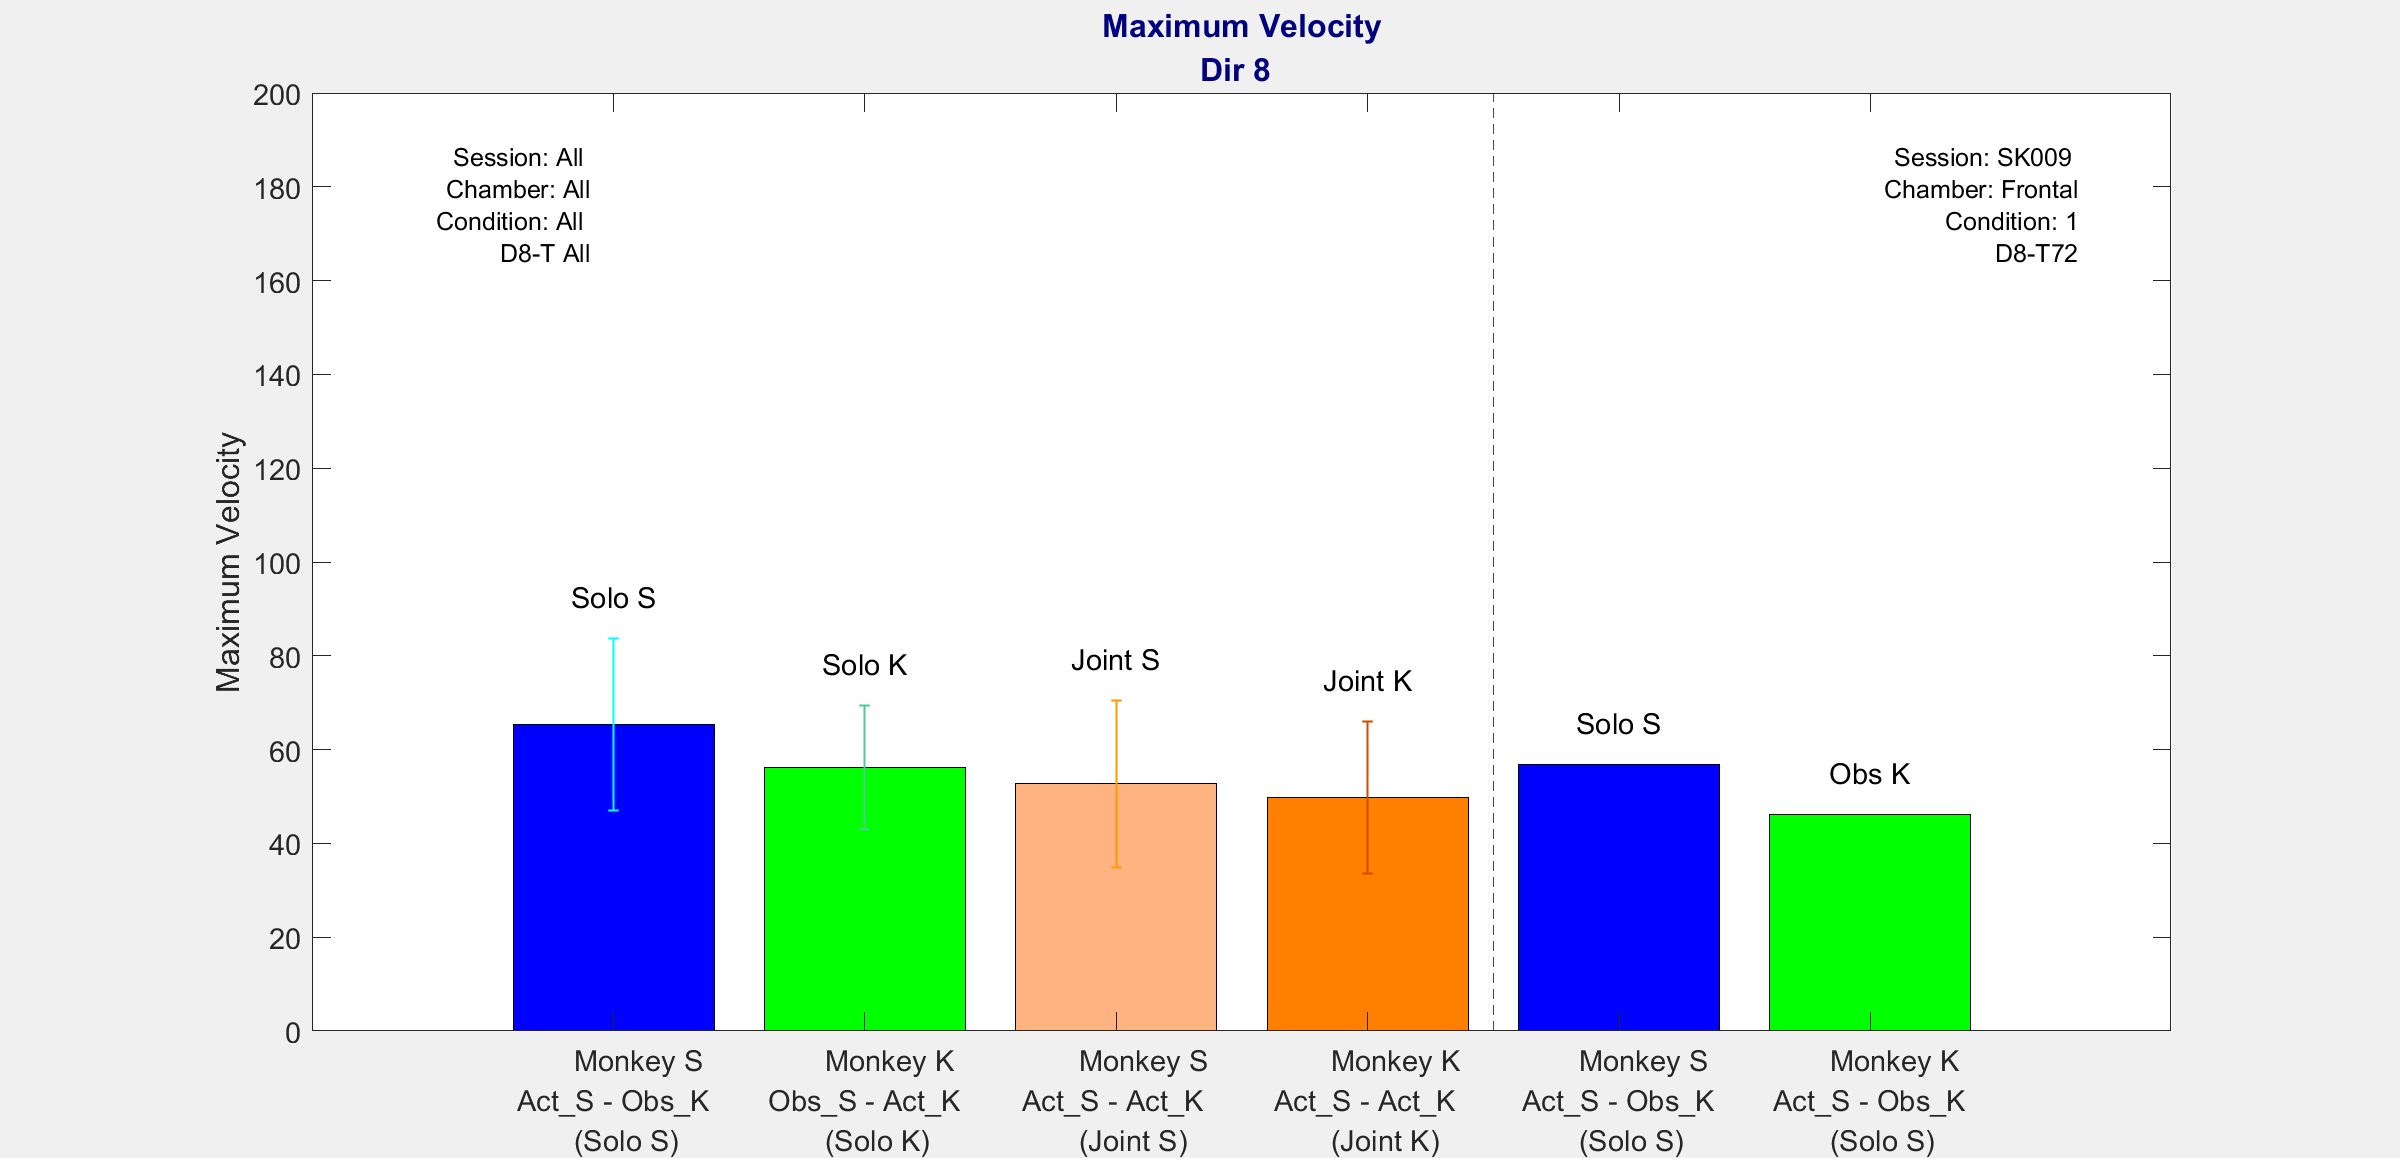 Maximum Velocity
Dir 8
Session: All
Chamber: All
Condition: All
D8-T All
Session: SK009
Chamber: Frontal
Condition: 1
D8-T72
Maximum Velocity
200
180
160
140
120
100
80
60
40
20
0
Solo S
Solo K
Joint S
Joint K
Solo S
Obs K
Monkey S
Act_S - Obs_K
(Solo S)
Monkey K
Obs_S - Act_K
(Solo K)
Monkey S
Act_S - Act_K
(Joint S)
Monkey K
Act_S - Act_K
(Joint K)
Monkey S
Act_S - Obs_K
(Solo S)
Monkey K
Act_S - Obs_K
(Solo S)